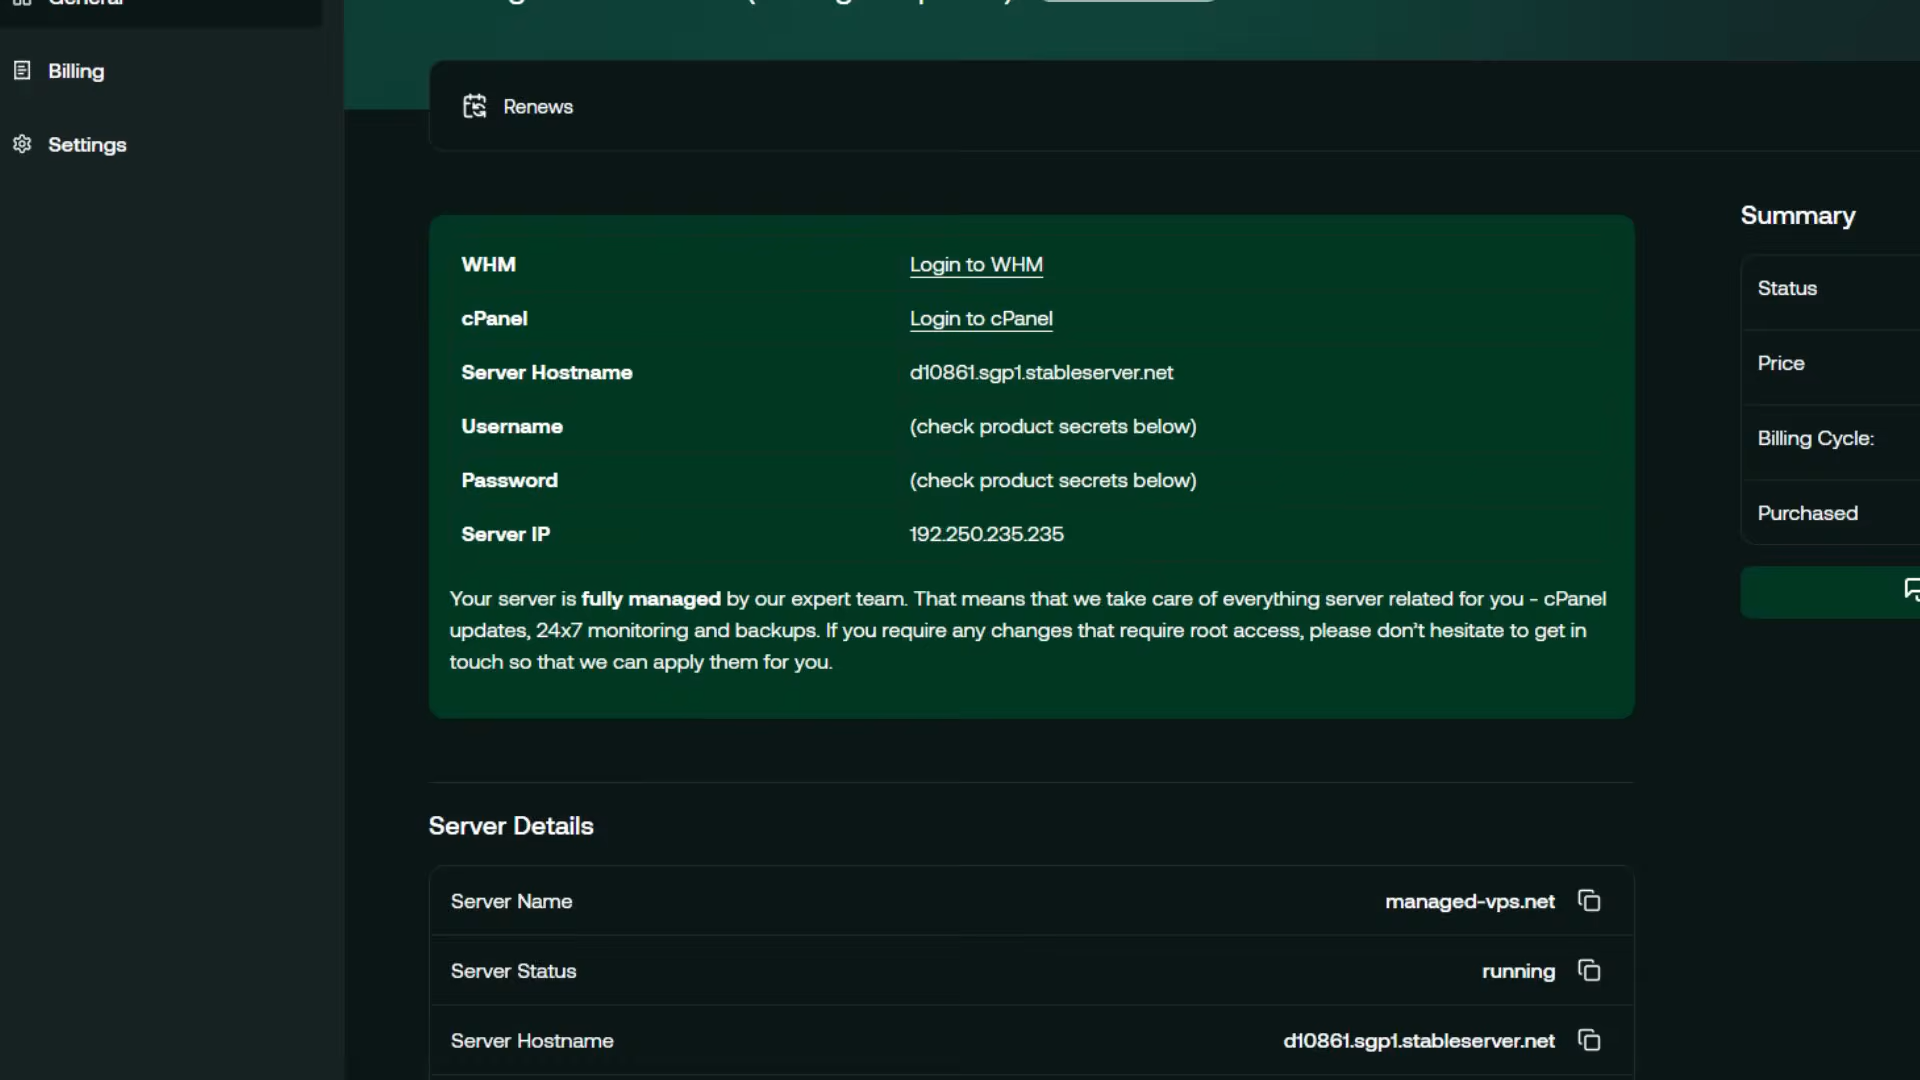 General
Billing
Settings
Renews
WHM Login to WHM
cPanel Login to cPanel
Server Hostname d10861.sgp1.stableserver.net
Username (check product secrets below)
Password (check product secrets below)
Server IP 192.250.235.235
Your server is fully managed by our expert team. That means that we take care of everything server related for you - cPanel
updates, 24x7 monitoring and backups. If you require any changes that require root access, please don’t hesitate to get in
touch so that we can apply them for you.
Summary
Status
Price
Billing Cycle:
Purchased
Server Details
Server Name managed-vps.net
Server Status running
Server Hostname d10861.sgp1.stableserver.net